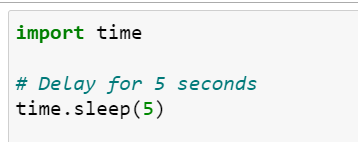 import time
# Delay for 5 seconds
time.sleep(5)